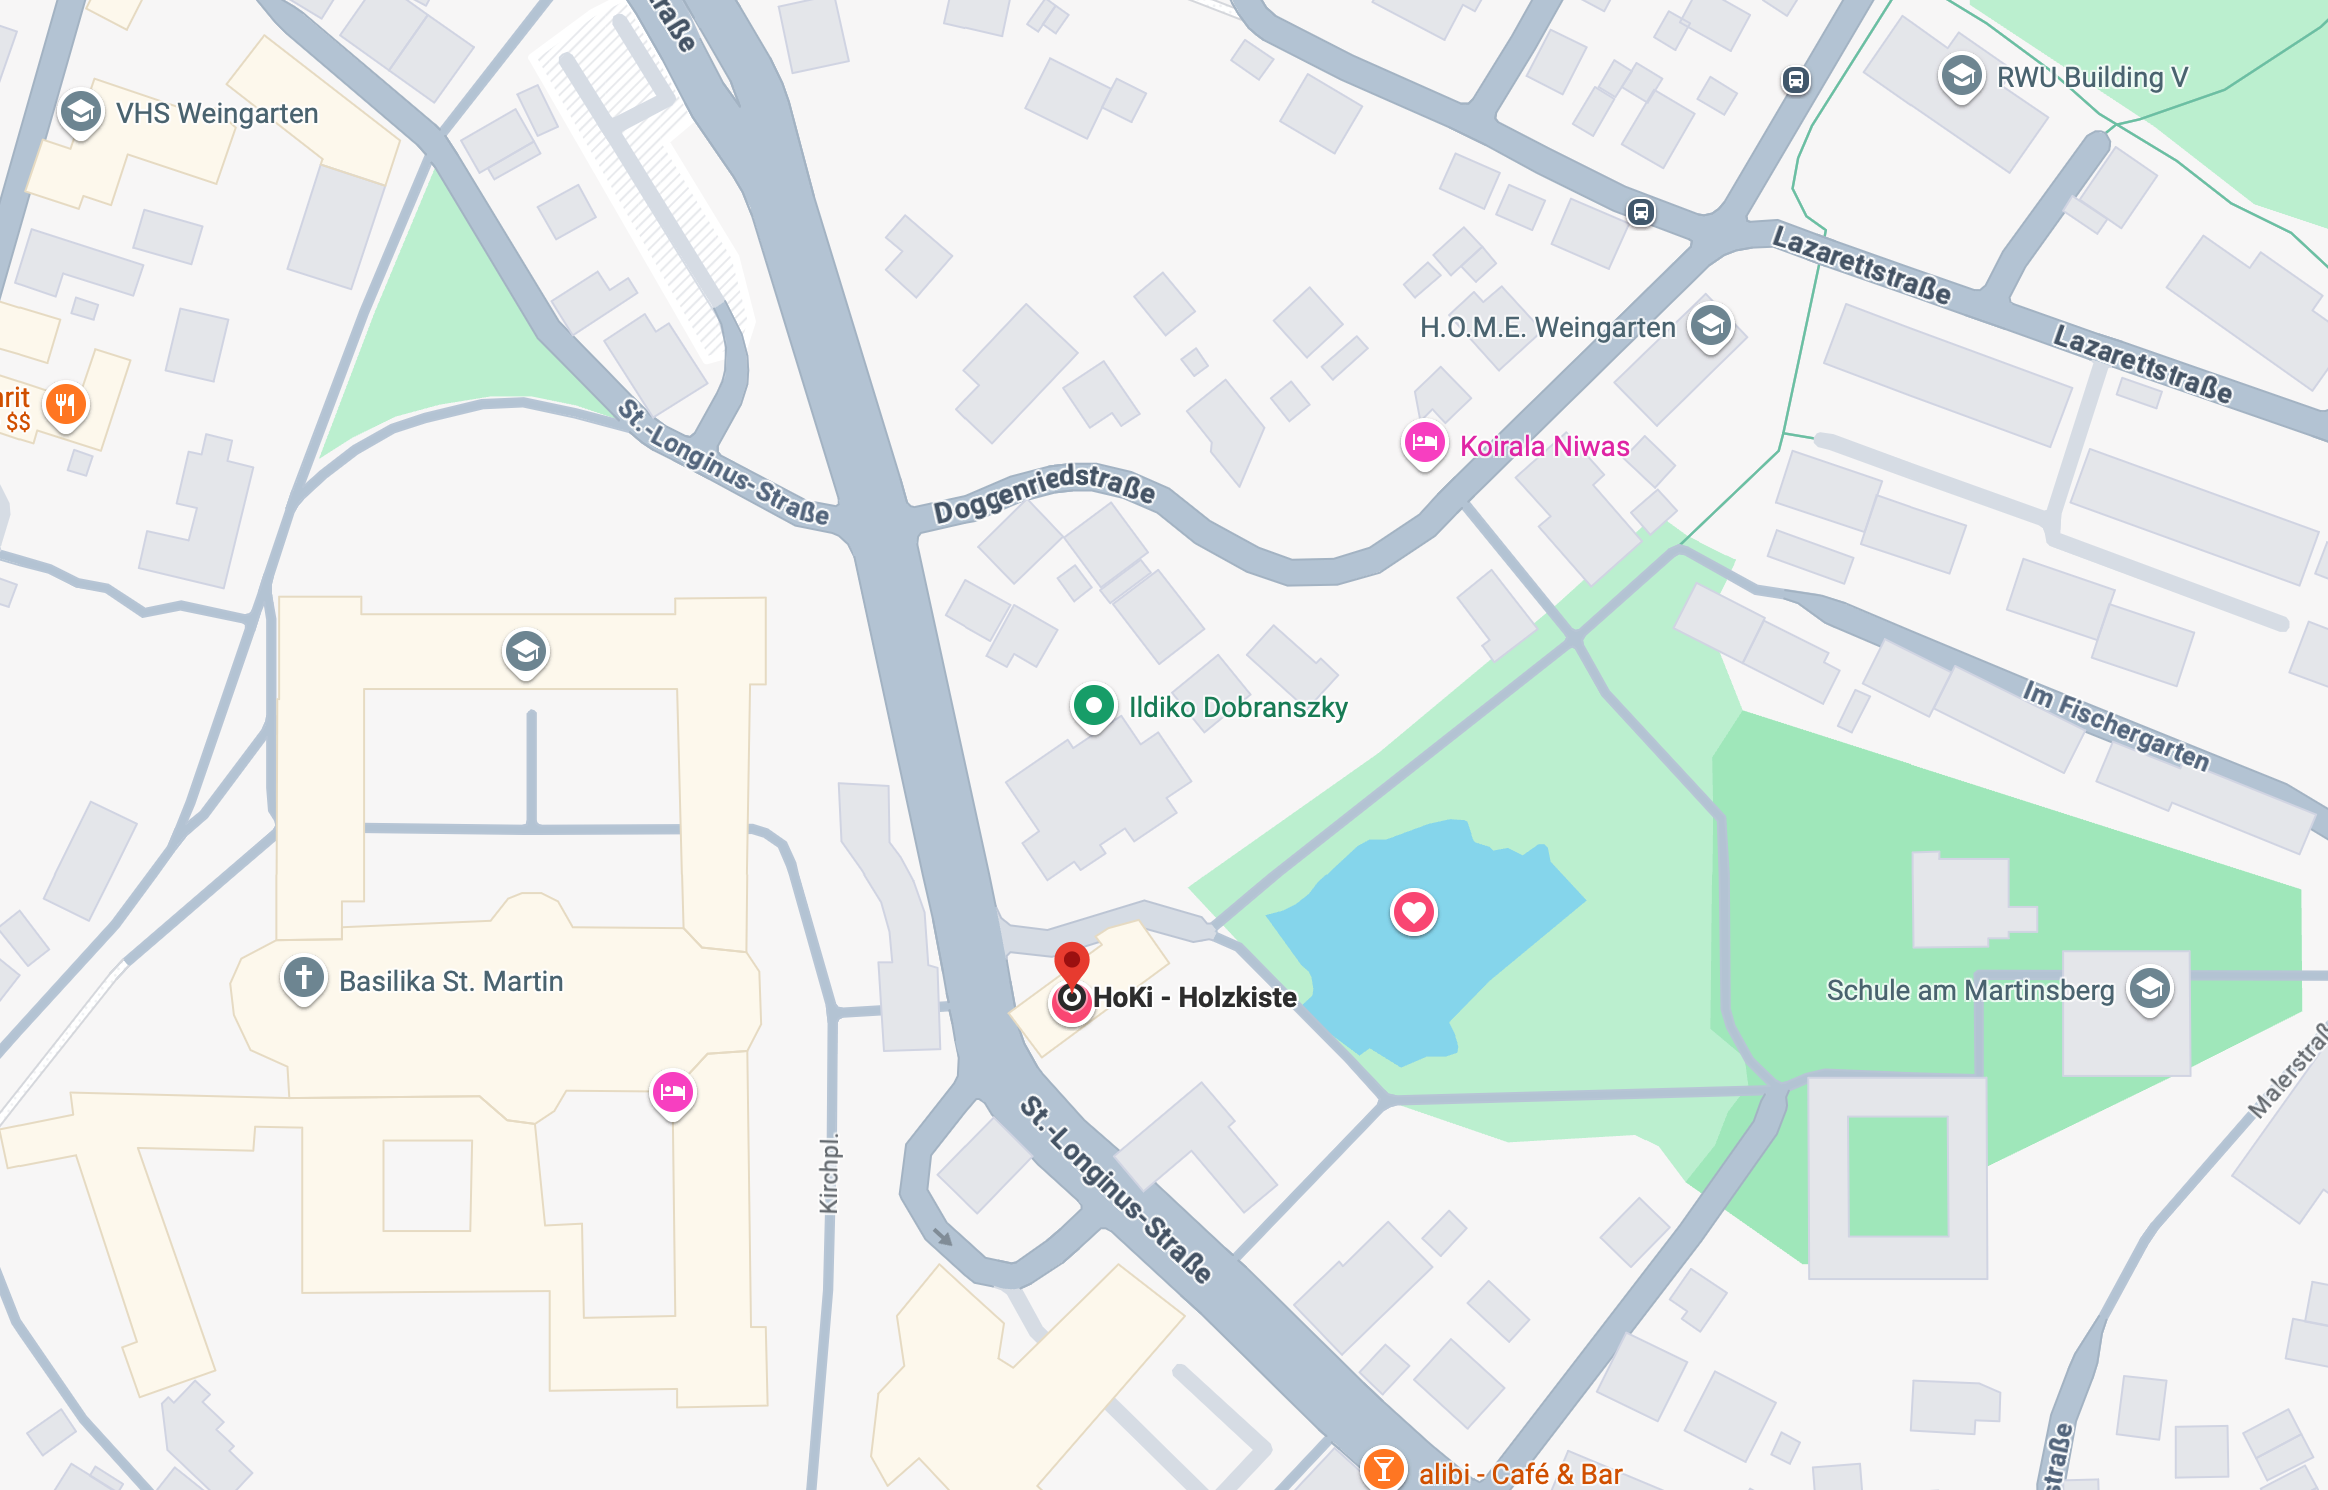 VHS Weingarten
RWU Building V
Lazarettstraße
H.O.M.E. Weingarten
Lazarettstraße
$$
St.-Longinus-Straße
Koirala Niwas
Doggenriedstraße
Ildiko Dobranszky
Im Fischergarten
Basilika St. Martin
HoKi - Holzkiste
Schule am Martinsberg
Kirchpl.
St.-Longinus-Straße
alibi - Café & Bar